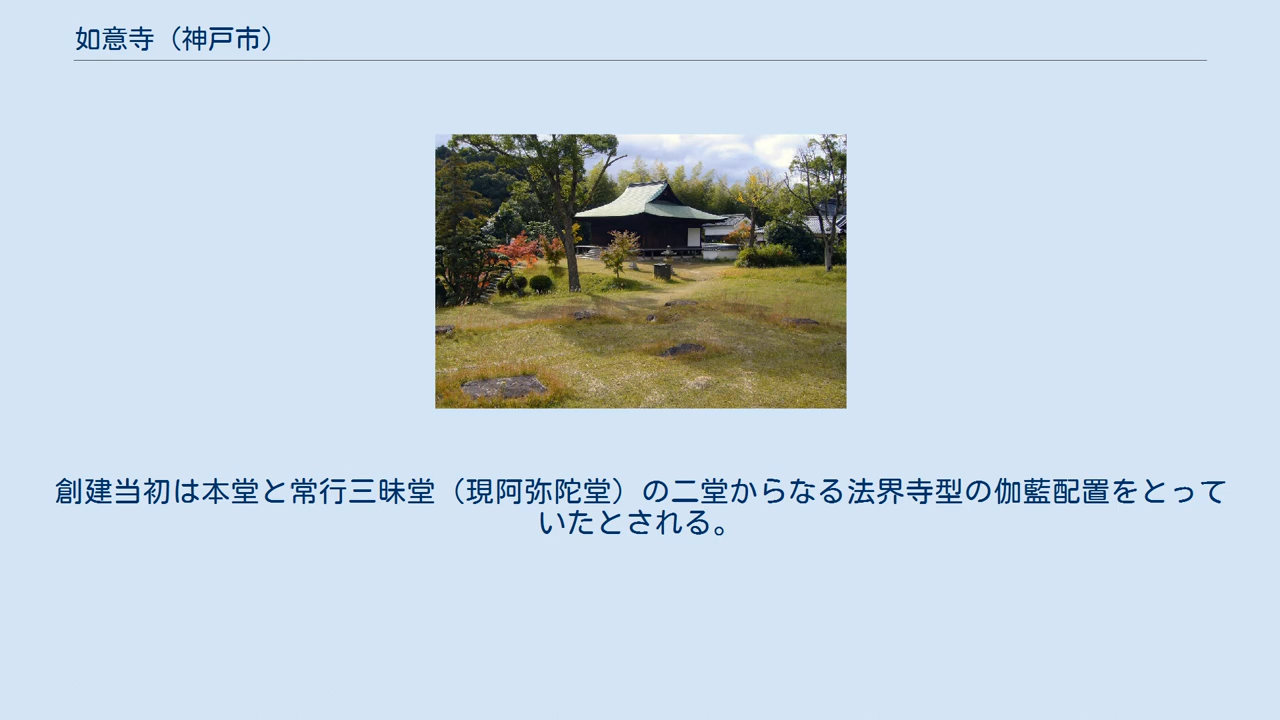 如意寺（神戸市）
創建当初は本堂と常行三昧堂（現阿弥陀堂）の二堂からなる法界寺型の伽藍配置をとって
いたとされる。